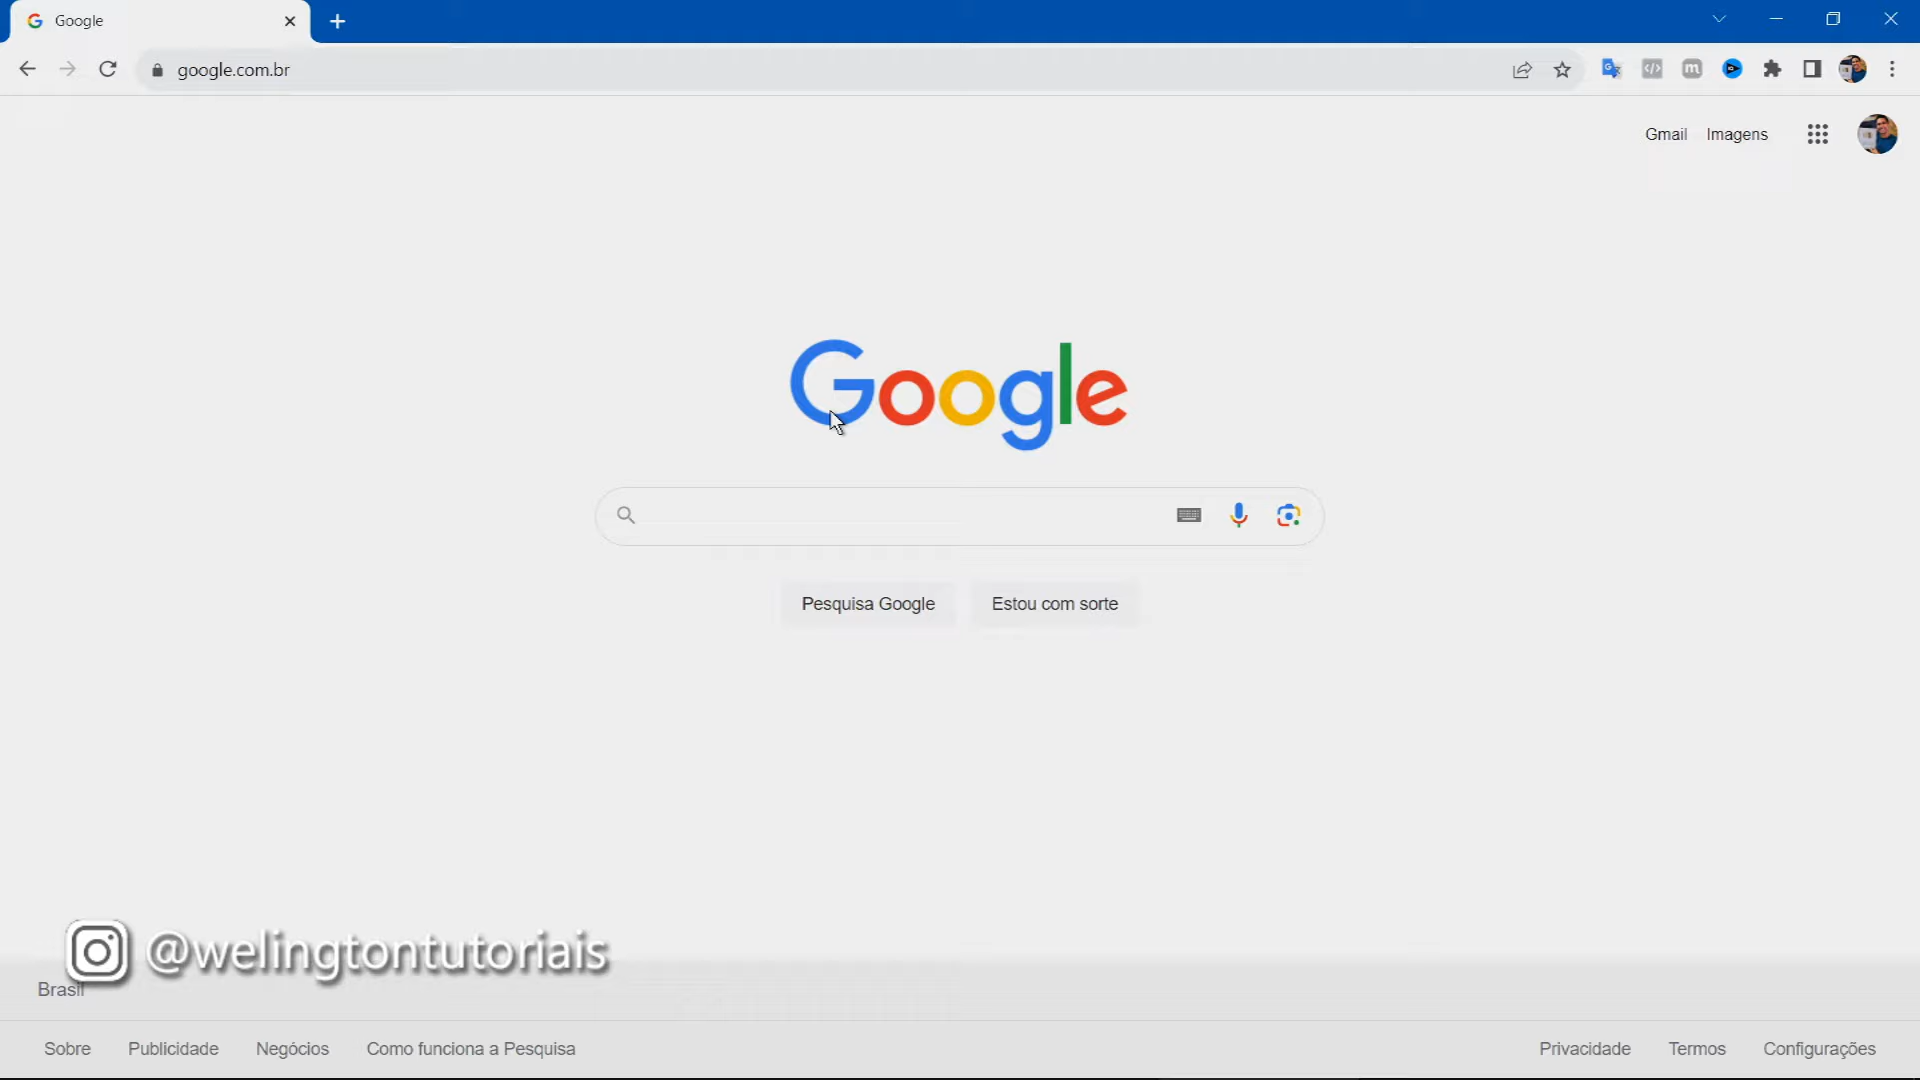 Google
google.com.br
Gmail Imagens
Google
Pesquisa Google Estou com sorte
@welingtontutoriais
Brasil
Sobre Publicidade Negócios Como funciona a Pesquisa Privacidade Termos Configurações